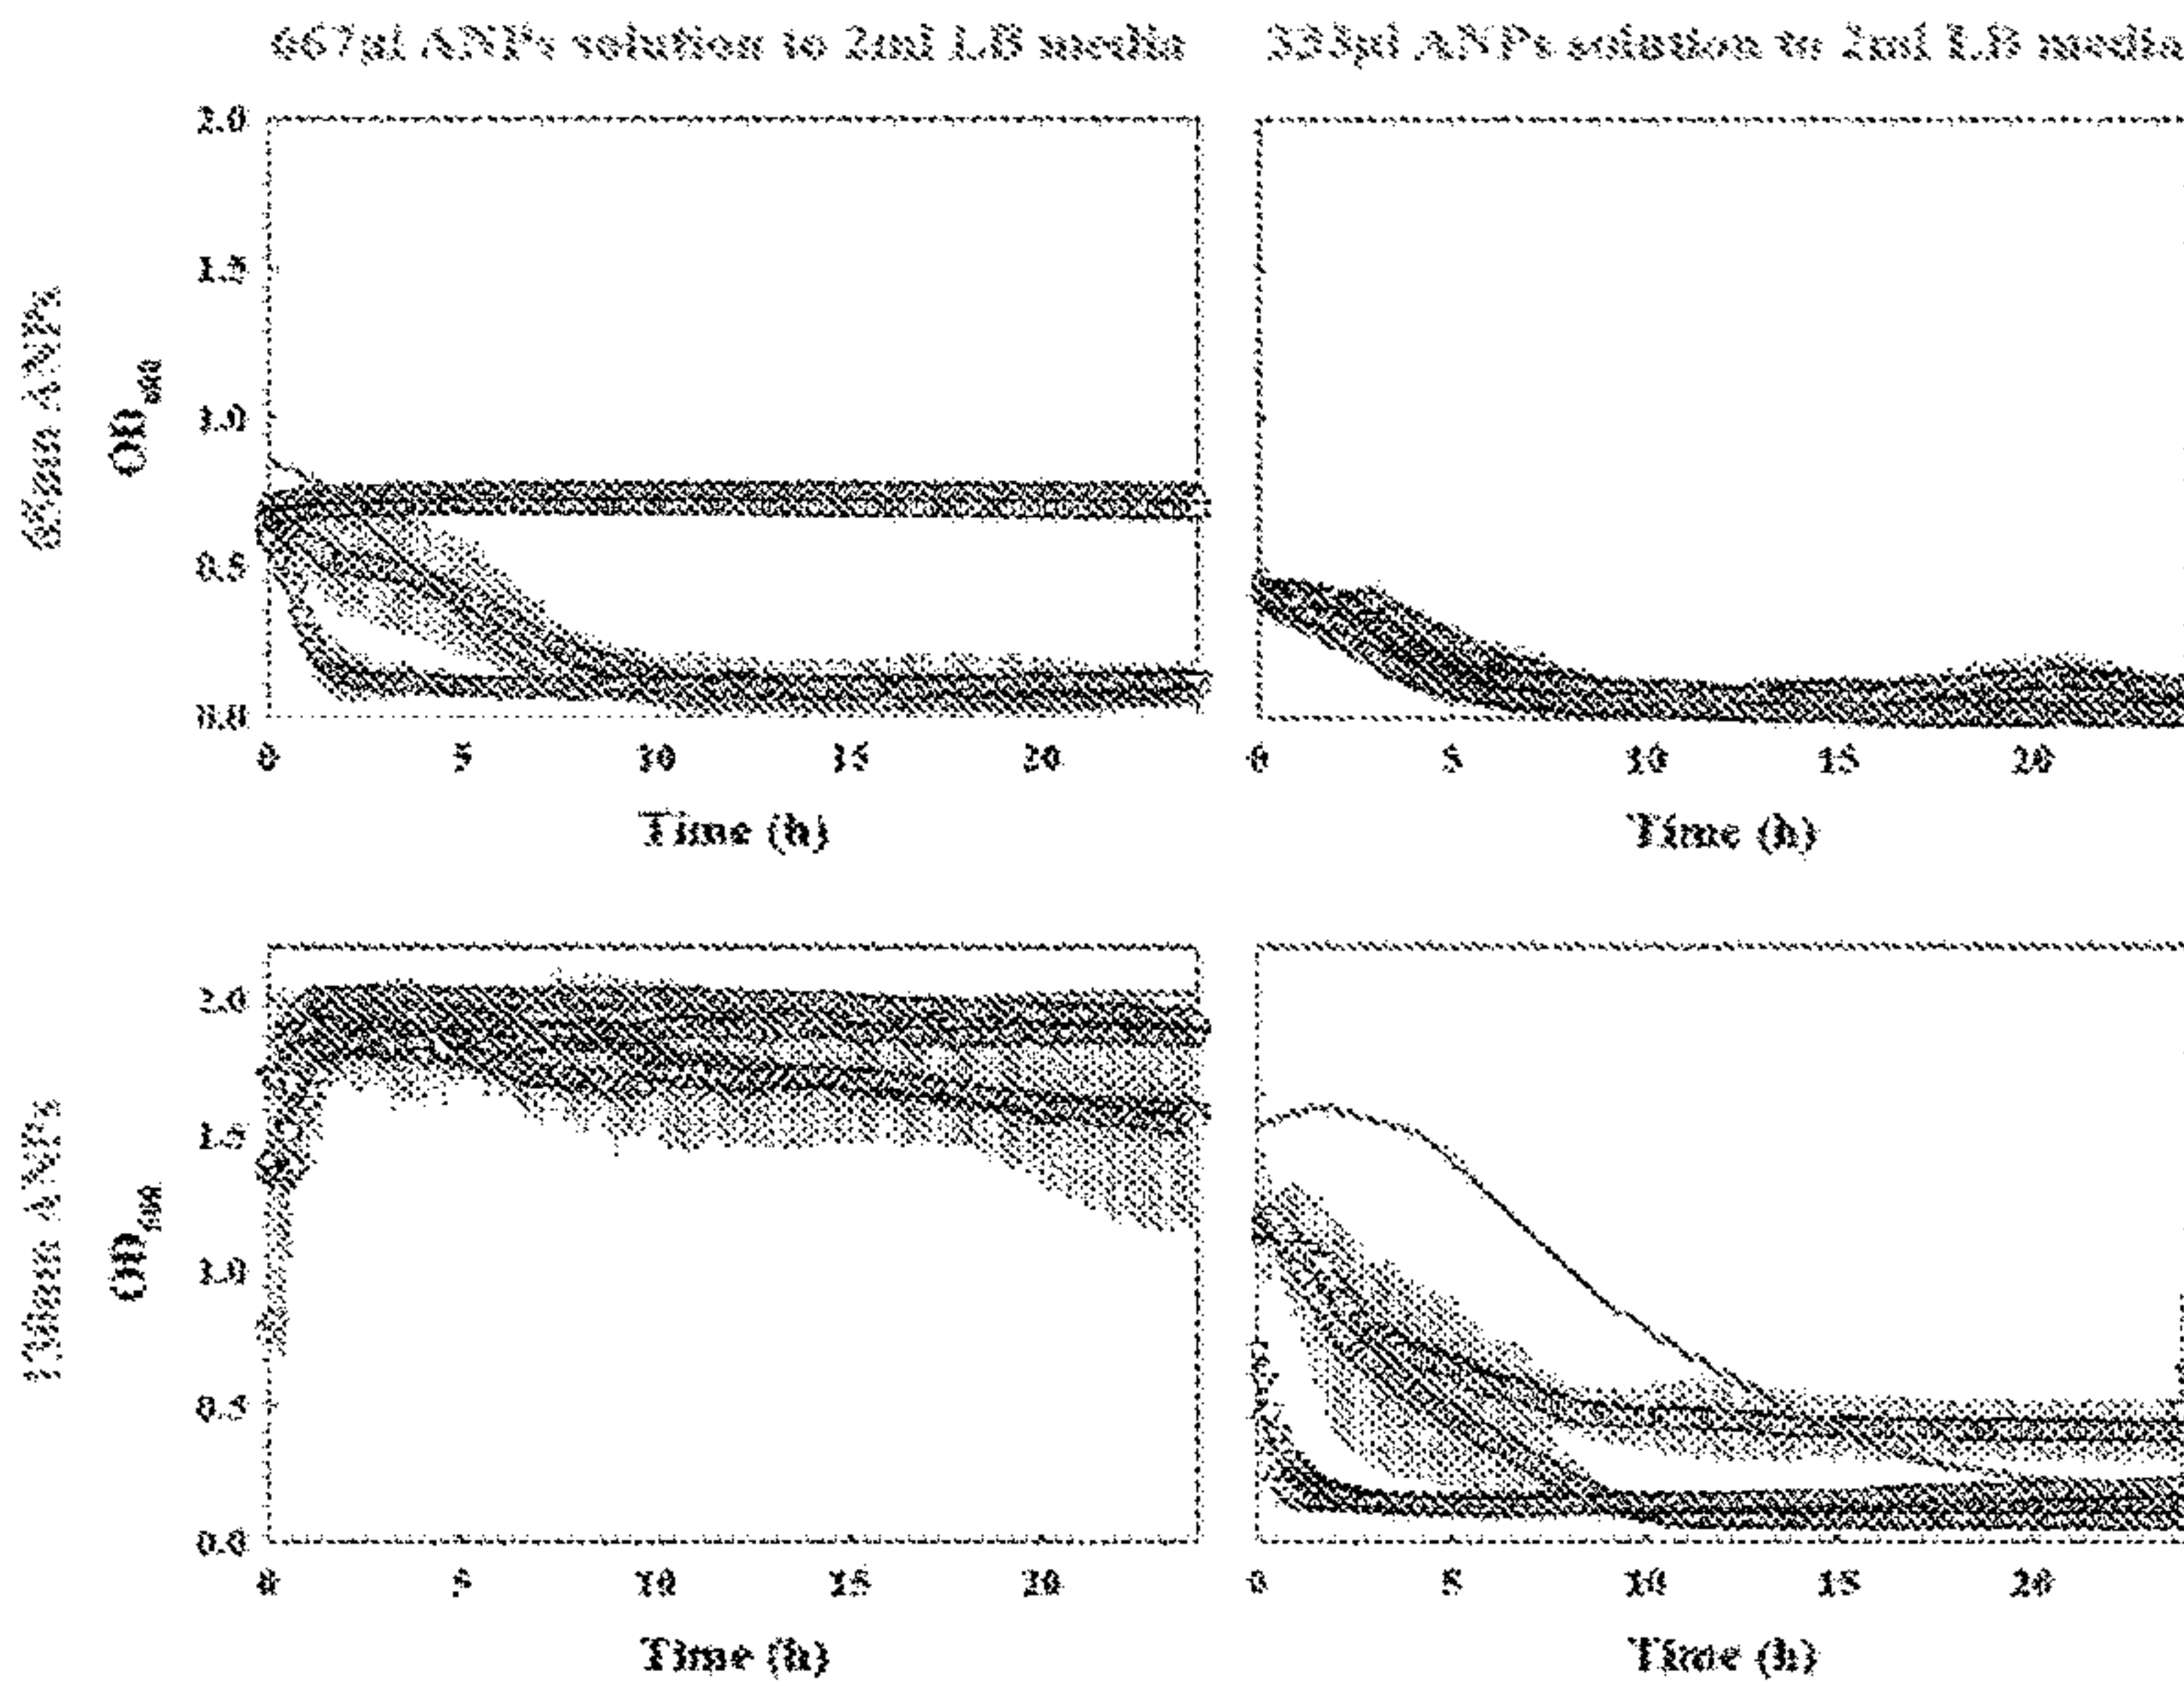 667µl ANPs solution to 2ml LB media
333µl ANPs solution to 2ml LB media
65nm ANPs
OD600
2.0
1.5
1.0
0.5
0.0
0 5 10 15 20
Time (h)
0 5 10 15 20
Time (h)
ANPs
OD600
2.0
1.5
1.0
0.5
0.0
0 5 10 15 20
Time (h)
0 5 10 15 20
Time (h)